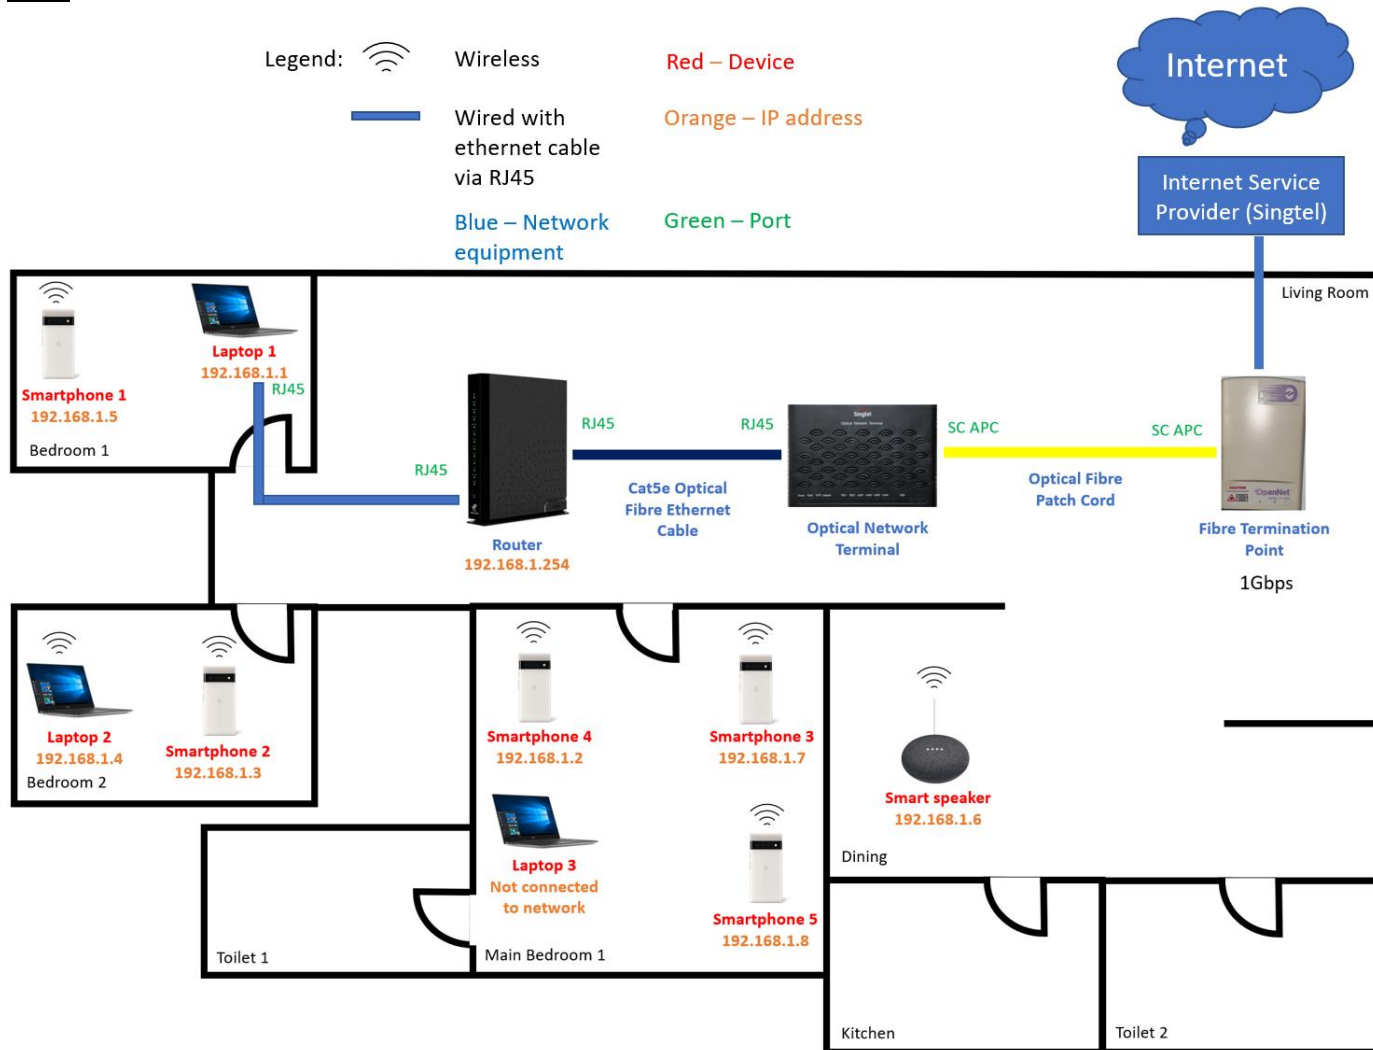 Legend:
Wireless
Red – Device
Wired with
ethernet cable
via RJ45
Orange – IP address
Blue – Network
equipment
Green – Port
Internet
Internet Service
Provider (Singtel)
Living Room
Smartphone 1
192.168.1.5
Laptop 1
192.168.1.1
RJ45
Bedroom 1
RJ45
Router
192.168.1.254
RJ45
RJ45
Cat5e Optical
Fibre Ethernet
Cable
Singtel
Optical Network Terminal
Optical Network
Terminal
SC APC
SC APC
Optical Fibre
Patch Cord
OpenNet
Fibre Termination
Point
1Gbps
Laptop 2
192.168.1.4
Smartphone 2
192.168.1.3
Bedroom 2
Smartphone 4
192.168.1.2
Smartphone 3
192.168.1.7
Laptop 3
Not connected
to network
Smartphone 5
192.168.1.8
Main Bedroom 1
Smart speaker
192.168.1.6
Dining
Toilet 1
Kitchen
Toilet 2